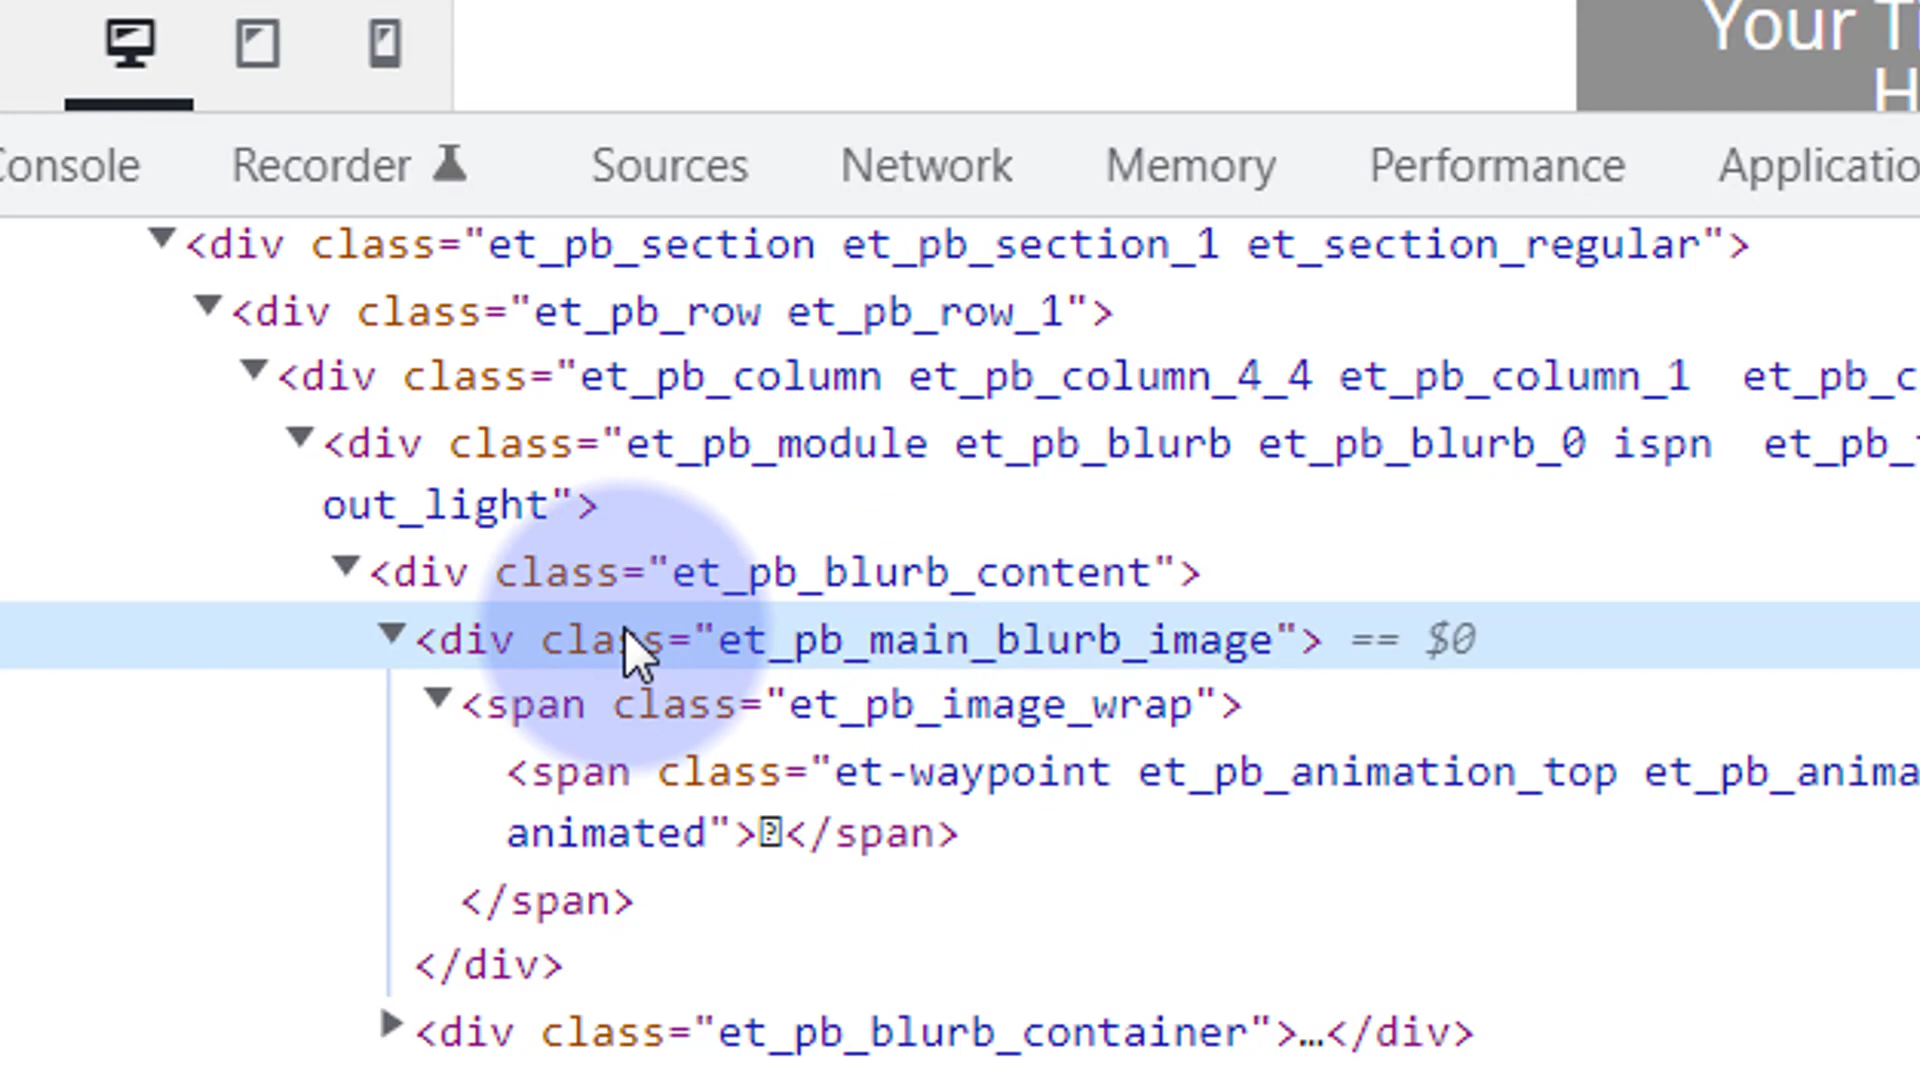 Your T
H
Console
Recorder
Sources
Network
Memory
Performance
Applicatio
<div class="et_pb_section et_pb_section_1 et_section_regular">
<div class="et_pb_row et_pb_row_1">
<div class="et_pb_column et_pb_column_4_4 et_pb_column_1  et_pb_c
<div class="et_pb_module et_pb_blurb et_pb_blurb_0 ispn  et_pb_
out_light">
<div class="et_pb_blurb_content">
<div class="et_pb_main_blurb_image"> == $0
<span class="et_pb_image_wrap">
<span class="et-waypoint et_pb_animation_top et_pb_anima
animated"></span>
</span>
</div>
<div class="et_pb_blurb_container">…</div>